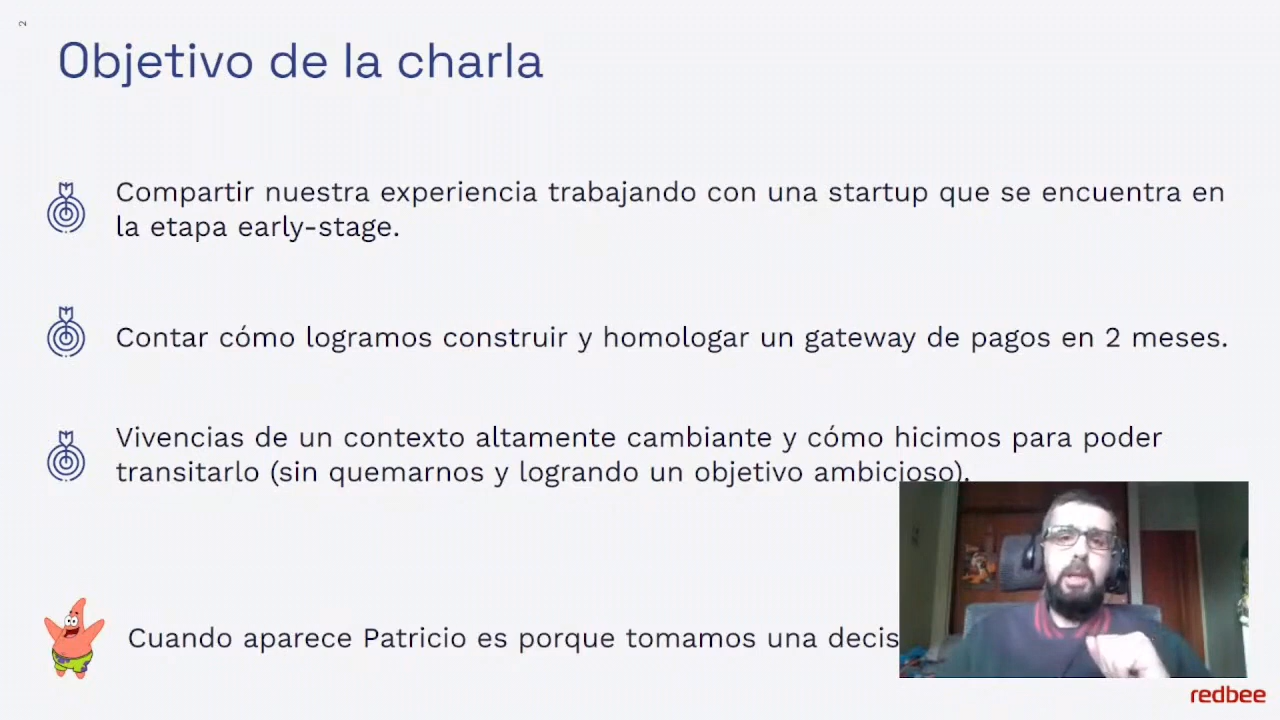 2
Objetivo de la charla
Compartir nuestra experiencia trabajando con una startup que se encuentra en
la etapa early-stage.
Contar cómo logramos construir y homologar un gateway de pagos en 2 meses.
Vivencias de un contexto altamente cambiante y cómo hicimos para poder
transitarlo (sin quemarnos y logrando un objetivo ambicioso).
Cuando aparece Patricio es porque tomamos una
redbee